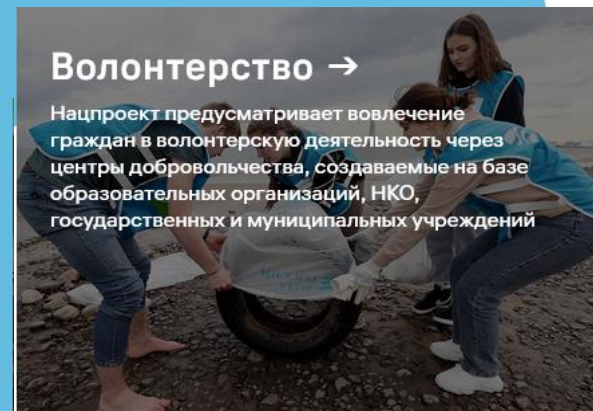 Волонтерство →
Нацпроект предусматривает вовлечение
граждан в волонтерскую деятельность через
центры добровольчества, создаваемые на базе
образовательных организаций, НКО,
государственных и муниципальных учреждений